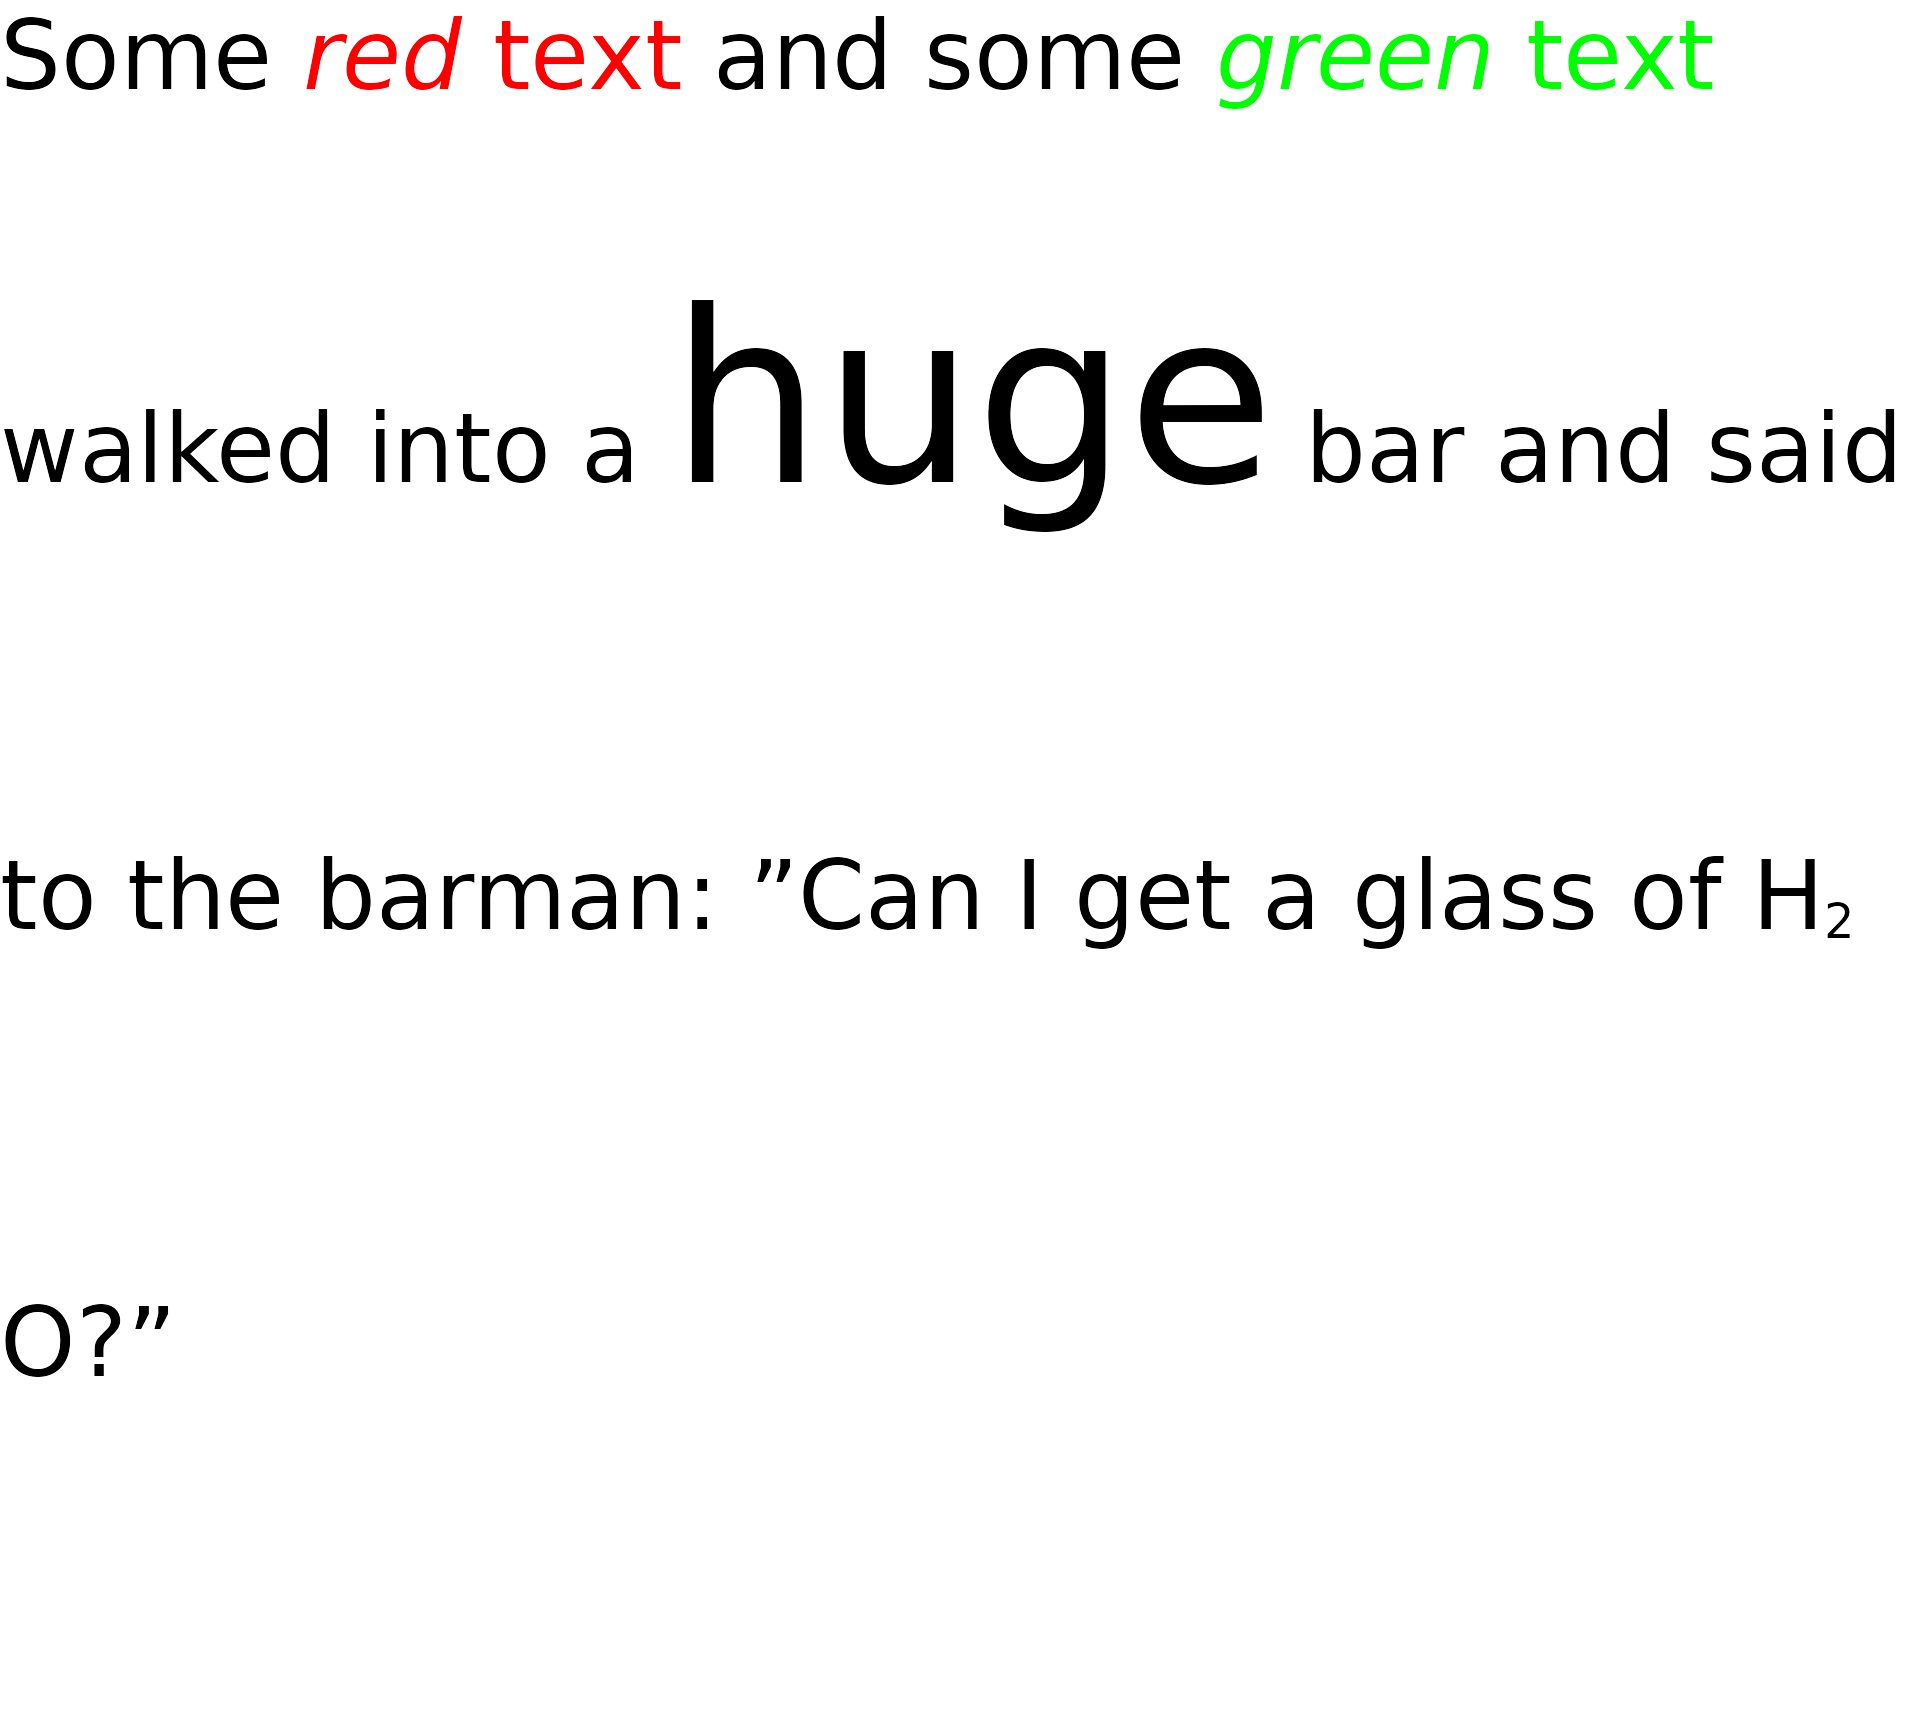 Some red text and some green text
walked into a huge bar and said
to the barman: ”Can I get a glass of H₂
O?”